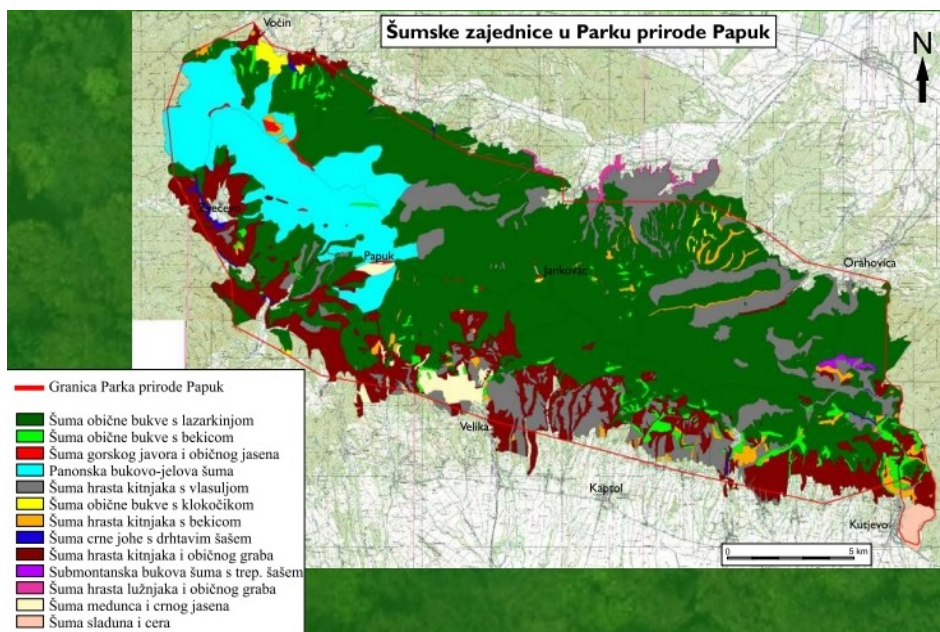 Šumske zajednice u Parku prirode Papuk
N
Voćin
Papuk
Jankovac
Orahovica
Velika
Kaptol
Kutjevo
0 5 km
Granica Parka prirode Papuk
Šuma obične bukve s lazarkinjom
Šuma obične bukve s bekicom
Šuma gorskog javora i običnog jasena
Panonska bukovo-jelova šuma
Šuma hrasta kitnjaka s vlasuljom
Šuma obične bukve s klokočikom
Šuma hrasta kitnjaka s bekicom
Šuma crne johe s drhtavim šašem
Šuma hrasta kitnjaka i običnog graba
Submontanska bukova šuma s trep. šašem
Šuma hrasta lužnjaka i običnog graba
Šuma medunca i crnog jasena
Šuma sladuna i cera